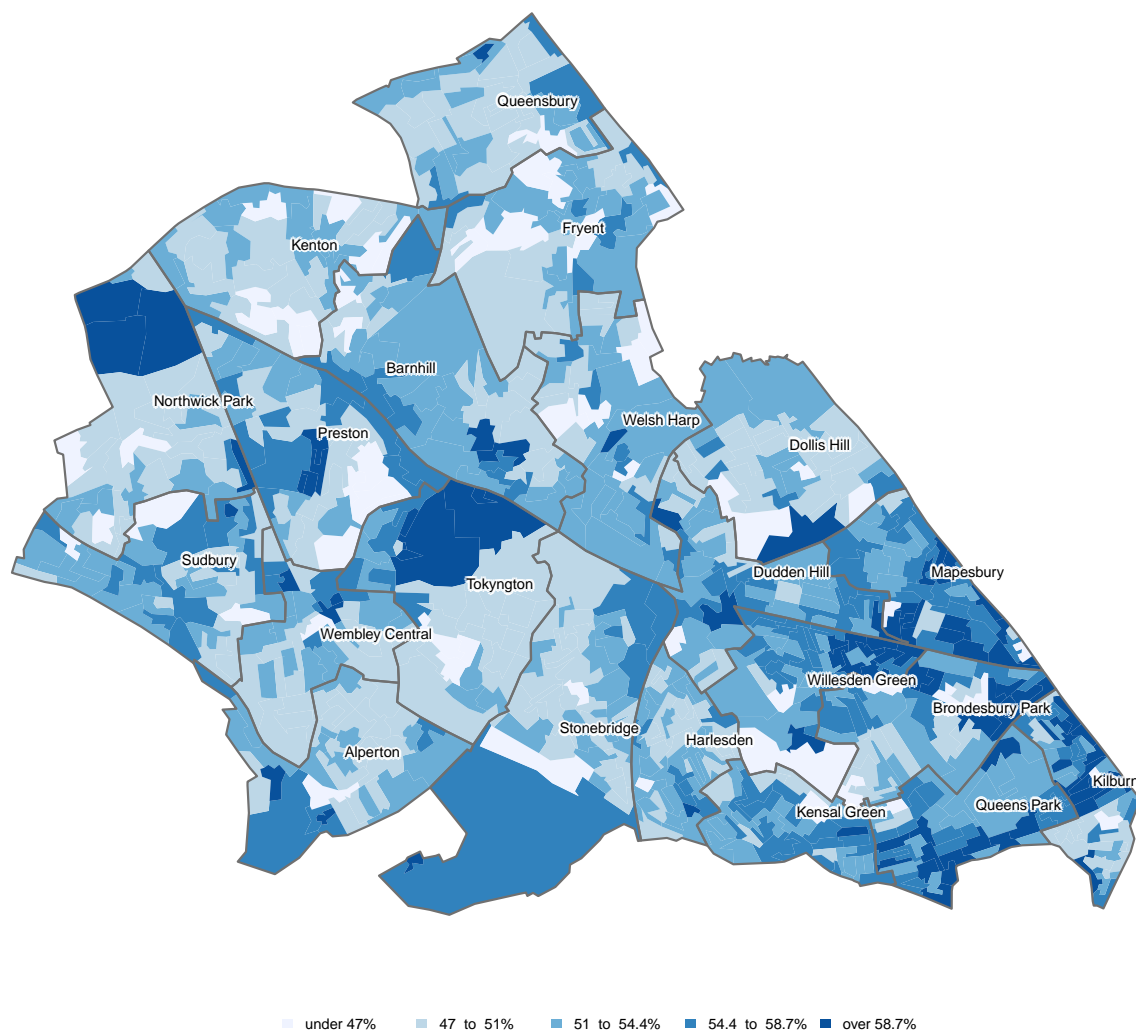 Queensbury
Fryent
Kenton
Barnhill
Northwick Park
Welsh Harp
Preston
Dollis Hill
Sudbury
Dudden Hill
Mapesbury
Tokyngton
Wembley Central
Willesden Green
Brondesbury Park
Stonebridge
Harlesden
Alperton
Kilburn
Queens Park
Kensal Green
under 47%
47 to 51%
51 to 54.4%
54.4 to 58.7%
over 58.7%